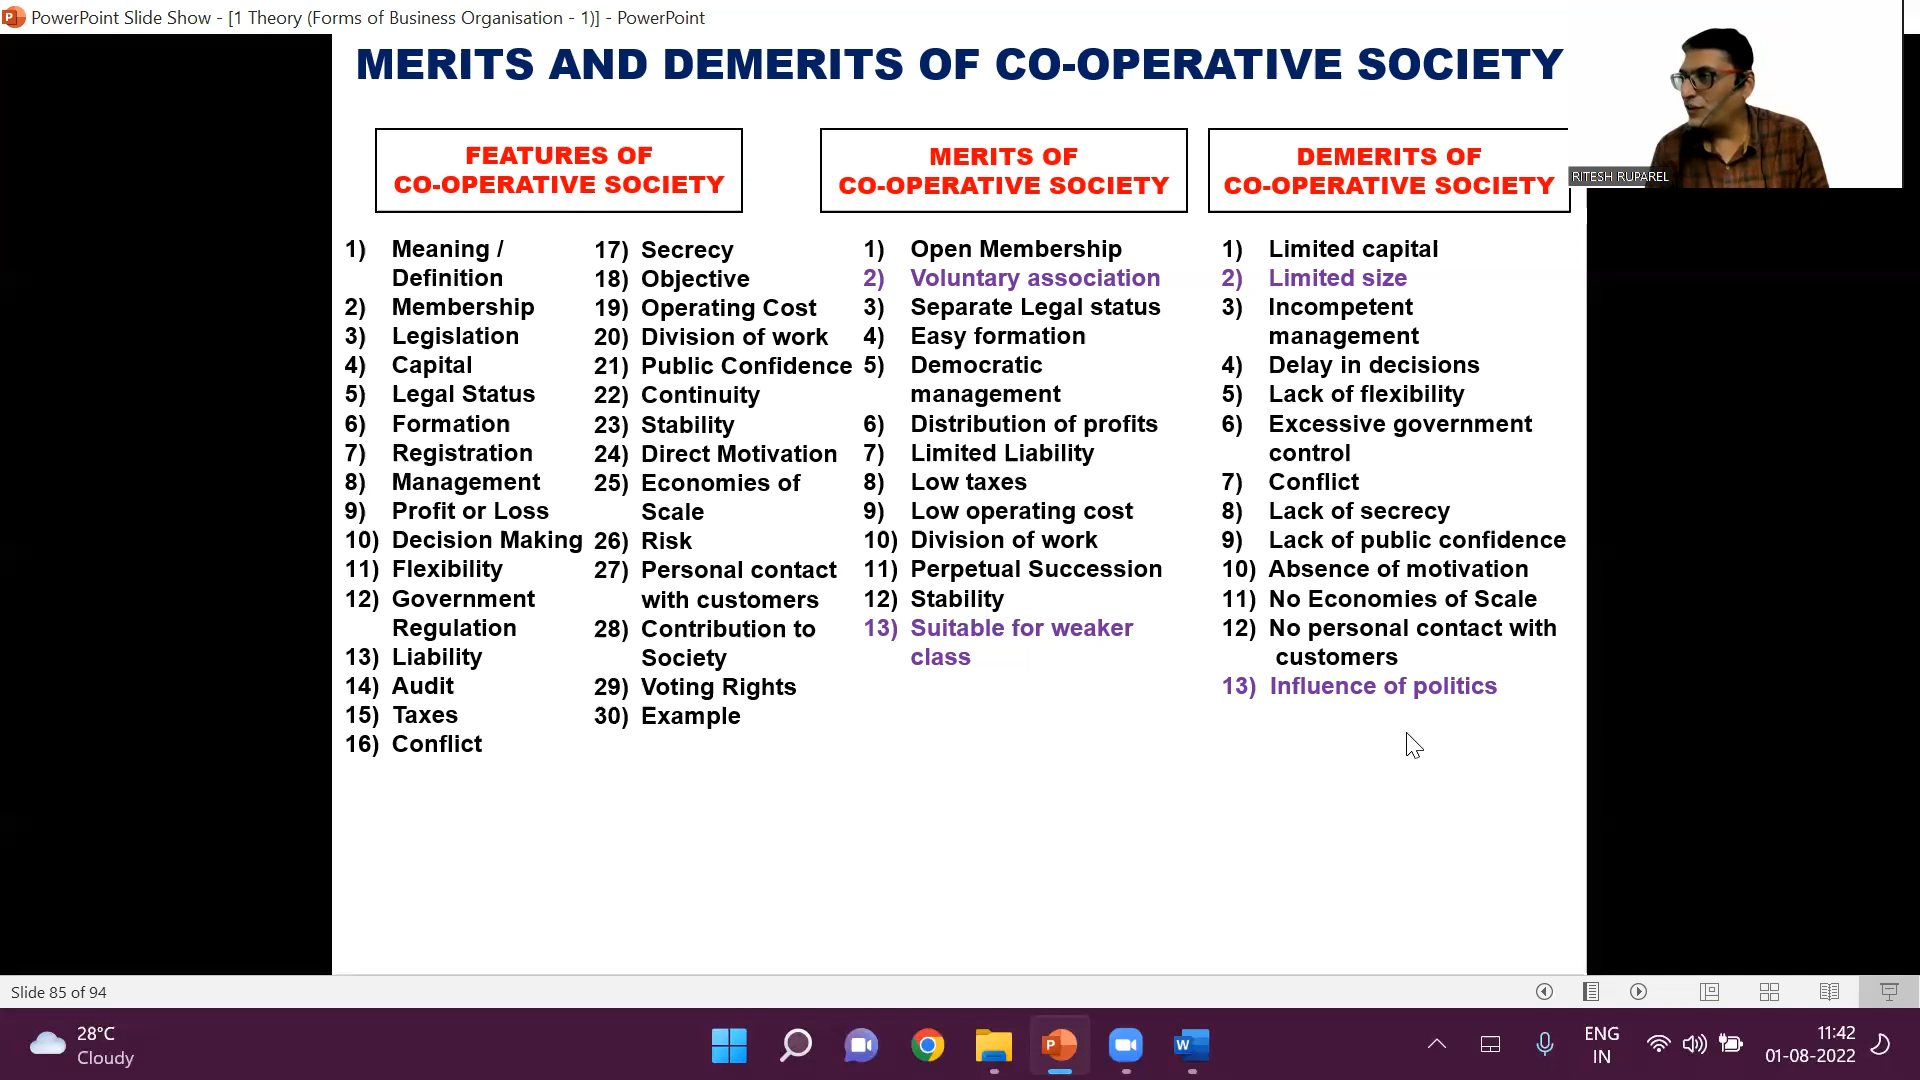 PowerPoint Slide Show - [1 Theory (Forms of Business Organisation - 1)] - PowerPoint
MERITS AND DEMERITS OF CO-OPERATIVE SOCIETY
RITESH RUPAREL
FEATURES OF
CO-OPERATIVE SOCIETY
1) Meaning /
Definition
2) Membership
3) Legislation
4) Capital
5) Legal Status
6) Formation
7) Registration
8) Management
9) Profit or Loss
10) Decision Making
11) Flexibility
12) Government
Regulation
13) Liability
14) Audit
15) Taxes
16) Conflict
17) Secrecy
18) Objective
19) Operating Cost
20) Division of work
21) Public Confidence
22) Continuity
23) Stability
24) Direct Motivation
25) Economies of
Scale
26) Risk
27) Personal contact
with customers
28) Contribution to
Society
29) Voting Rights
30) Example
MERITS OF
CO-OPERATIVE SOCIETY
1) Open Membership
2) Voluntary association
3) Separate Legal status
4) Easy formation
5) Democratic
management
6) Distribution of profits
7) Limited Liability
8) Low taxes
9) Low operating cost
10) Division of work
11) Perpetual Succession
12) Stability
13) Suitable for weaker
class
DEMERITS OF
CO-OPERATIVE SOCIETY
1) Limited capital
2) Limited size
3) Incompetent
management
4) Delay in decisions
5) Lack of flexibility
6) Excessive government
control
7) Conflict
8) Lack of secrecy
9) Lack of public confidence
10) Absence of motivation
11) No Economies of Scale
12) No personal contact with
customers
13) Influence of politics
Slide 85 of 94
28°C
Cloudy
ENG
IN
11:42
01-08-2022